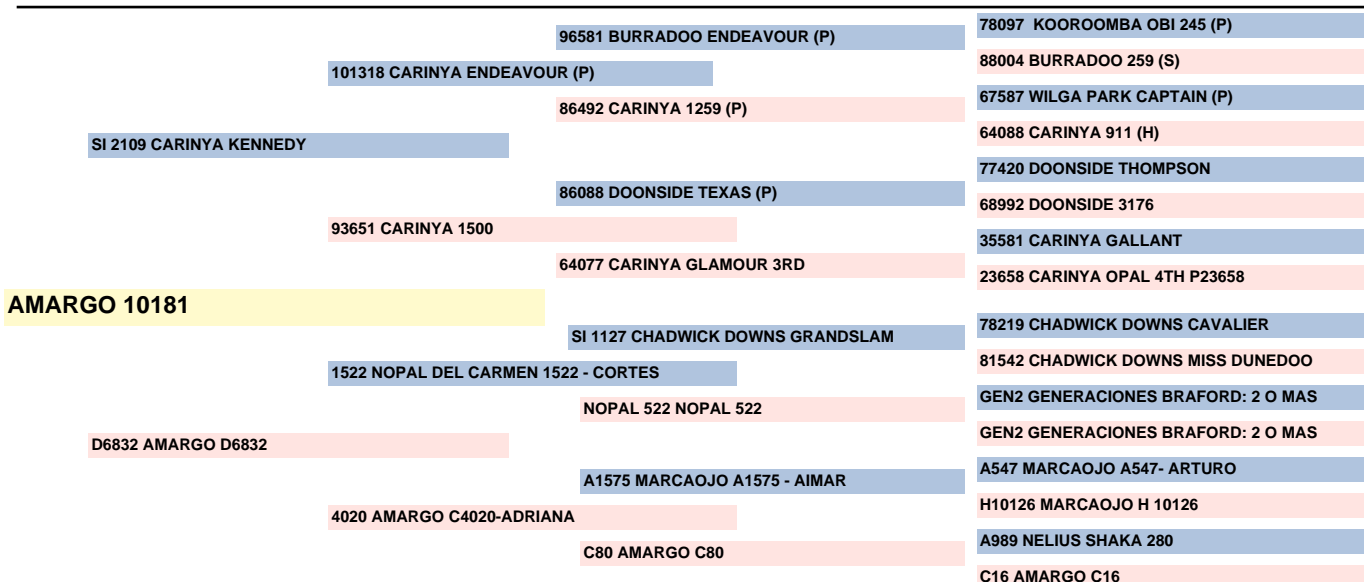 78097 KOOROOMBA OBI 245 (P)
96581 BURRADOO ENDEAVOUR (P)
88004 BURRADOO 259 (S)
101318 CARINYA ENDEAVOUR (P)
67587 WILGA PARK CAPTAIN (P)
86492 CARINYA 1259 (P)
64088 CARINYA 911 (H)
SI 2109 CARINYA KENNEDY
77420 DOONSIDE THOMPSON
86088 DOONSIDE TEXAS (P)
68992 DOONSIDE 3176
93651 CARINYA 1500
35581 CARINYA GALLANT
64077 CARINYA GLAMOUR 3RD
23658 CARINYA OPAL 4TH P23658
AMARGO 10181
78219 CHADWICK DOWNS CAVALIER
SI 1127 CHADWICK DOWNS GRANDSLAM
81542 CHADWICK DOWNS MISS DUNEDOO
1522 NOPAL DEL CARMEN 1522 - CORTES
GEN2 GENERACIONES BRAFORD: 2 O MAS
NOPAL 522 NOPAL 522
GEN2 GENERACIONES BRAFORD: 2 O MAS
D6832 AMARGO D6832
A547 MARCAOJO A547- ARTURO
A1575 MARCAOJO A1575 - AIMAR
H10126 MARCAOJO H 10126
4020 AMARGO C4020-ADRIANA
A989 NELIUS SHAKA 280
C80 AMARGO C80
C16 AMARGO C16